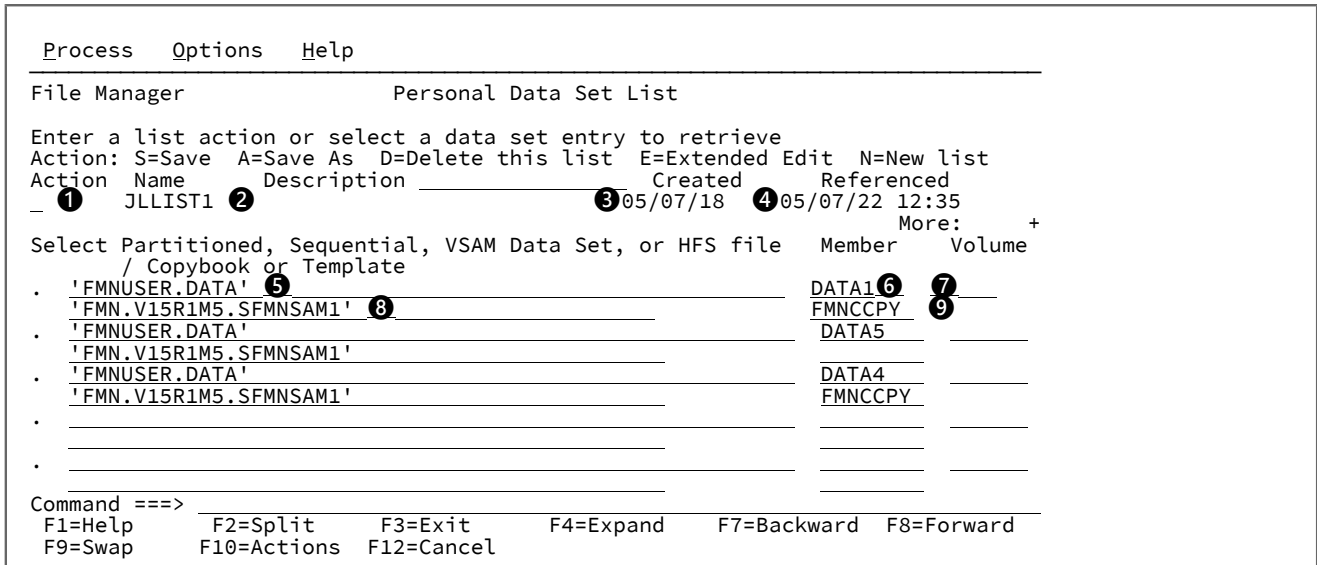 Process Options Help
File Manager Personal Data Set List
Enter a list action or select a data set entry to retrieve
Action: S=Save A=Save As D=Delete this list E=Extended Edit N=New list
Action Name Description Created Referenced
_ ❶ JLLIST1 ❷ ❸05/07/18 ❹05/07/22 12:35
More: +
Select Partitioned, Sequential, VSAM Data Set, or HFS file Member Volume
/ Copybook or Template
. 'FMNUSER.DATA' ❺ DATA1❻ ❼
'FMN.V15R1M5.SFMNSAM1' ❽ FMNCCPY ❾
. 'FMNUSER.DATA' DATA5
'FMN.V15R1M5.SFMNSAM1'
. 'FMNUSER.DATA' DATA4
'FMN.V15R1M5.SFMNSAM1' FMNCCPY
.
.
Command ===>
F1=Help F2=Split F3=Exit F4=Expand F7=Backward F8=Forward
F9=Swap F10=Actions F12=Cancel